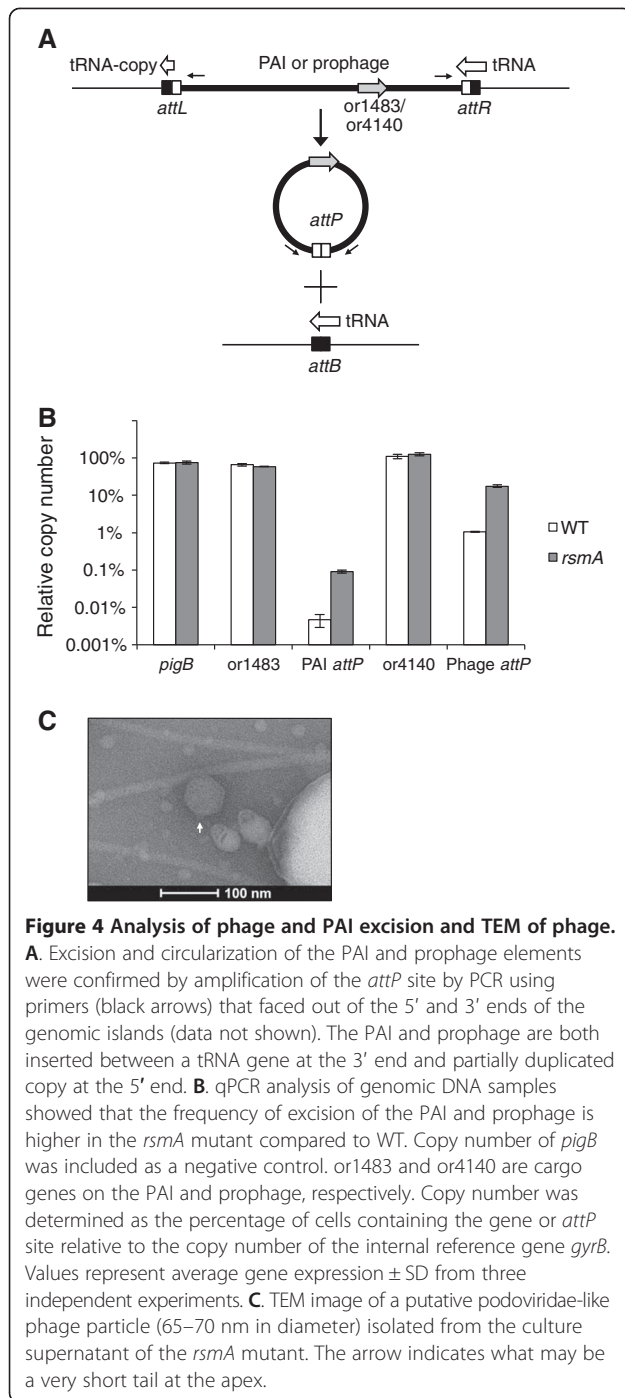 A
tRNA-copy PAI or prophage tRNA
attL or1483/ attR
or4140
attP
tRNA
attB
B
Relative copy number
100%
10%
1%
0.1%
0.01%
0.001%
WT
rsmA
pigB or1483 PAI attP or4140 Phage attP
C
100 nm
Figure 4 Analysis of phage and PAI excision and TEM of phage.
A. Excision and circularization of the PAI and prophage elements
were confirmed by amplification of the attP site by PCR using
primers (black arrows) that faced out of the 5′ and 3′ ends of the
genomic islands (data not shown). The PAI and prophage are both
inserted between a tRNA gene at the 3′ end and partially duplicated
copy at the 5′ end. B. qPCR analysis of genomic DNA samples
showed that the frequency of excision of the PAI and prophage is
higher in the rsmA mutant compared to WT. Copy number of pigB
was included as a negative control. or1483 and or4140 are cargo
genes on the PAI and prophage, respectively. Copy number was
determined as the percentage of cells containing the gene or attP
site relative to the copy number of the internal reference gene gyrB.
Values represent average gene expression ± SD from three
independent experiments. C. TEM image of a putative podoviridae-like
phage particle (65–70 nm in diameter) isolated from the culture
supernatant of the rsmA mutant. The arrow indicates what may be
a very short tail at the apex.